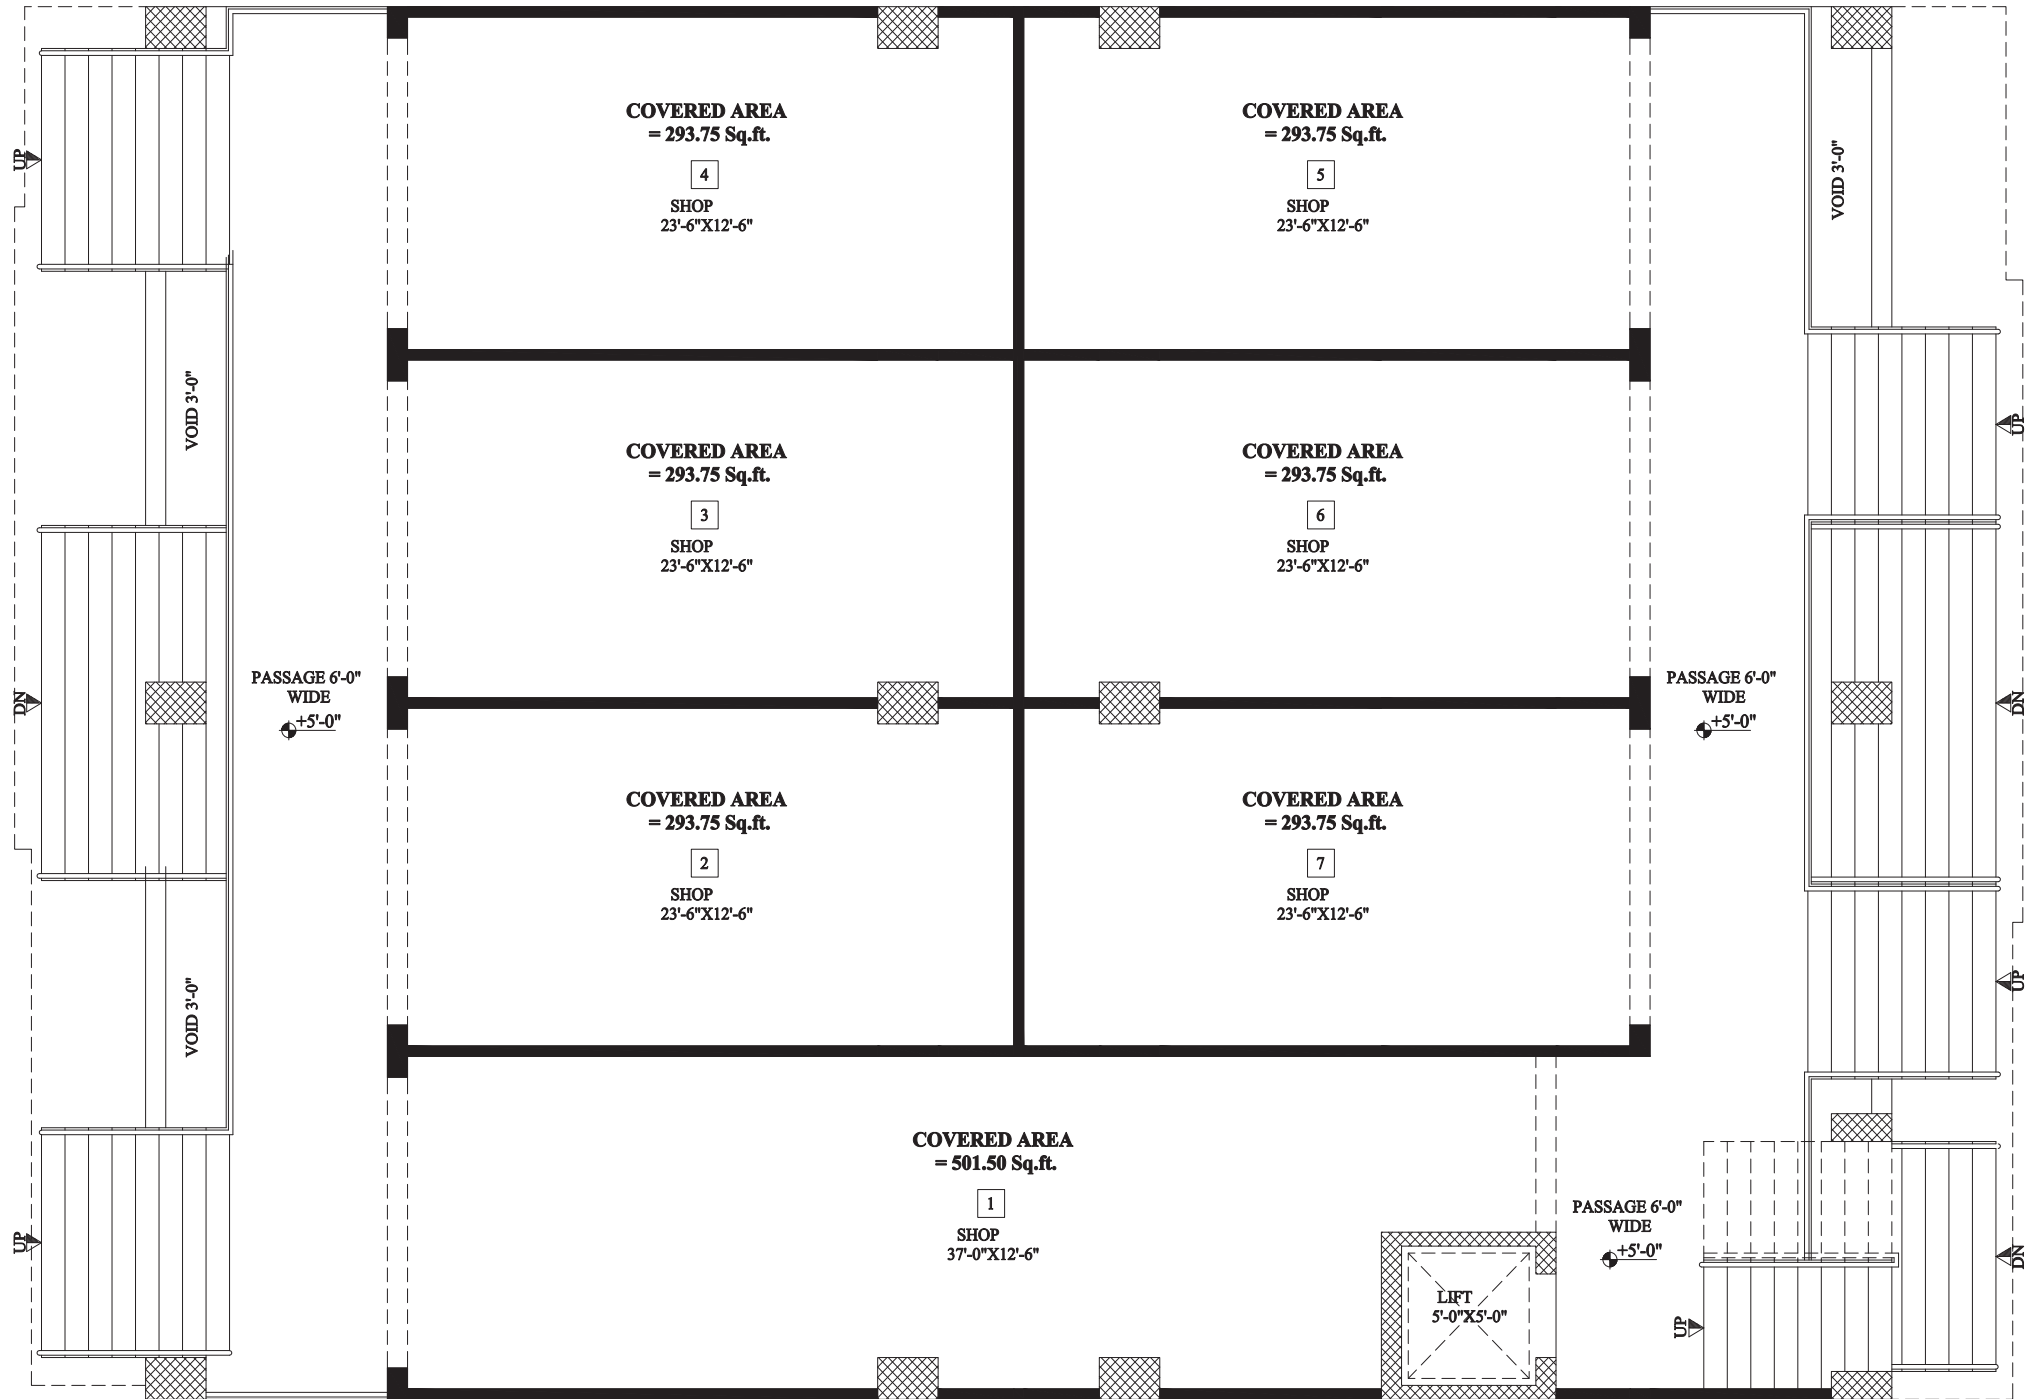 COVERED AREA
= 293.75 Sq.ft.
4
SHOP
23'-6"X12'-6"
COVERED AREA
= 293.75 Sq.ft.
5
SHOP
23'-6"X12'-6"
UP
VOID 3'-0"
VOID 3'-0"
UP
COVERED AREA
= 293.75 Sq.ft.
3
SHOP
23'-6"X12'-6"
COVERED AREA
= 293.75 Sq.ft.
6
SHOP
23'-6"X12'-6"
DN
PASSAGE 6'-0"
WIDE
+5'-0"
PASSAGE 6'-0"
WIDE
+5'-0"
DN
COVERED AREA
= 293.75 Sq.ft.
2
SHOP
23'-6"X12'-6"
COVERED AREA
= 293.75 Sq.ft.
7
SHOP
23'-6"X12'-6"
VOID 3'-0"
UP
COVERED AREA
= 501.50 Sq.ft.
1
SHOP
37'-0"X12'-6"
UP
PASSAGE 6'-0"
WIDE
+5'-0"
DN
LIFT
5'-0"X5'-0"
UP